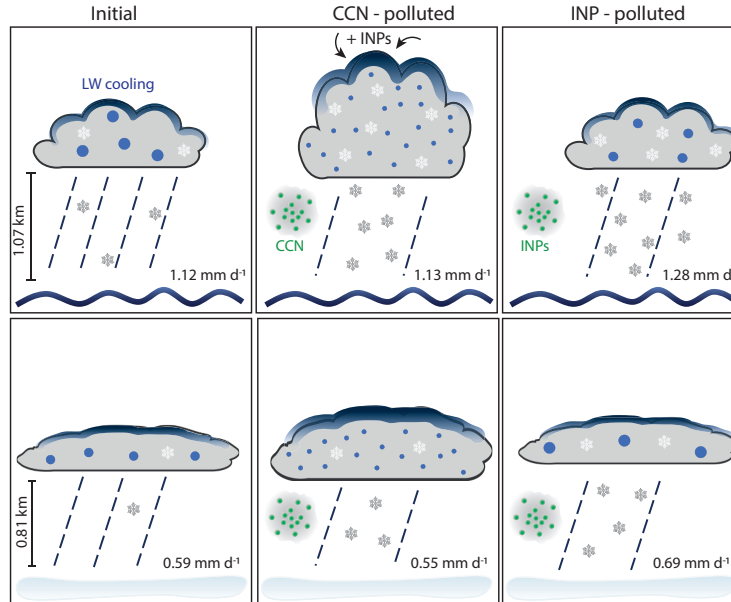 Initial
CCN - polluted
INP - polluted
+ INPs
LW cooling
1.07 km
CCN
INPs
1.12 mm d⁻¹
1.13 mm d⁻¹
1.28 mm d⁻¹
0.81 km
0.59 mm d⁻¹
0.55 mm d⁻¹
0.69 mm d⁻¹